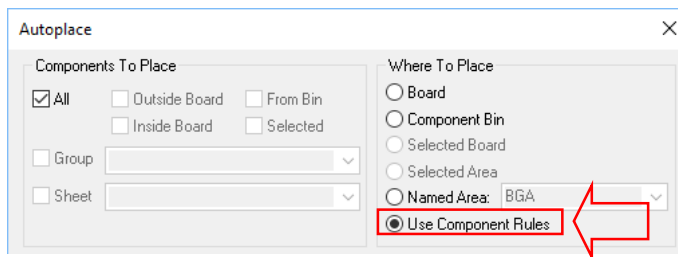 Autoplace
Components To Place
All
Outside Board
From Bin
Inside Board
Selected
Group
Sheet
Where To Place
Board
Component Bin
Selected Board
Selected Area
Named Area: BGA
Use Component Rules